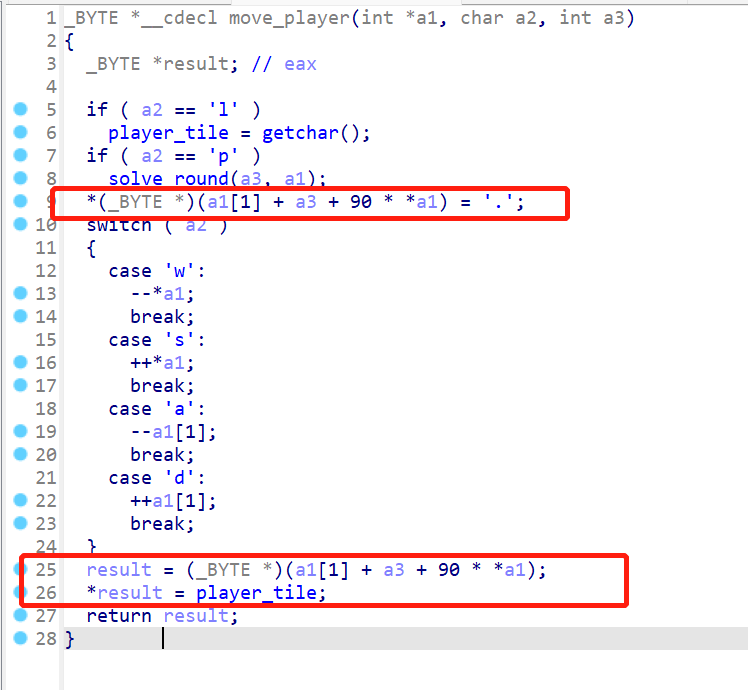 1 _BYTE *__cdecl move_player(int *a1, char a2, int a3)
2 {
3   _BYTE *result; // eax
4
5   if ( a2 == 'l' )
6     player_tile = getchar();
7   if ( a2 == 'p' )
8     solve_round(a3, a1);
9   *(_BYTE *)(a1[1] + a3 + 90 * *a1) = '.';
10   switch ( a2 )
11   {
12     case 'w':
13       --*a1;
14       break;
15     case 's':
16       ++*a1;
17       break;
18     case 'a':
19       --a1[1];
20       break;
21     case 'd':
22       ++a1[1];
23       break;
24   }
25   result = (_BYTE *)(a1[1] + a3 + 90 * *a1);
26   *result = player_tile;
27   return result;
28 }